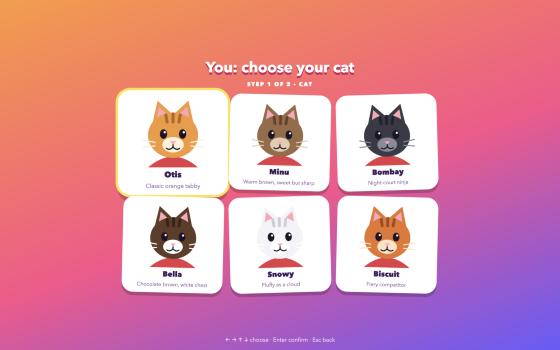 You: choose your cat
STEP 1 OF 2 · CAT
Otis
Classic orange tabby
Minu
Warm brown, sweet but sharp
Bombay
Night-court ninja
Bella
Chocolate brown, white chest
Snowy
Fluffy as a cloud
Biscuit
Fiery competitor
← → ↑ ↓ choose · Enter confirm · Esc back